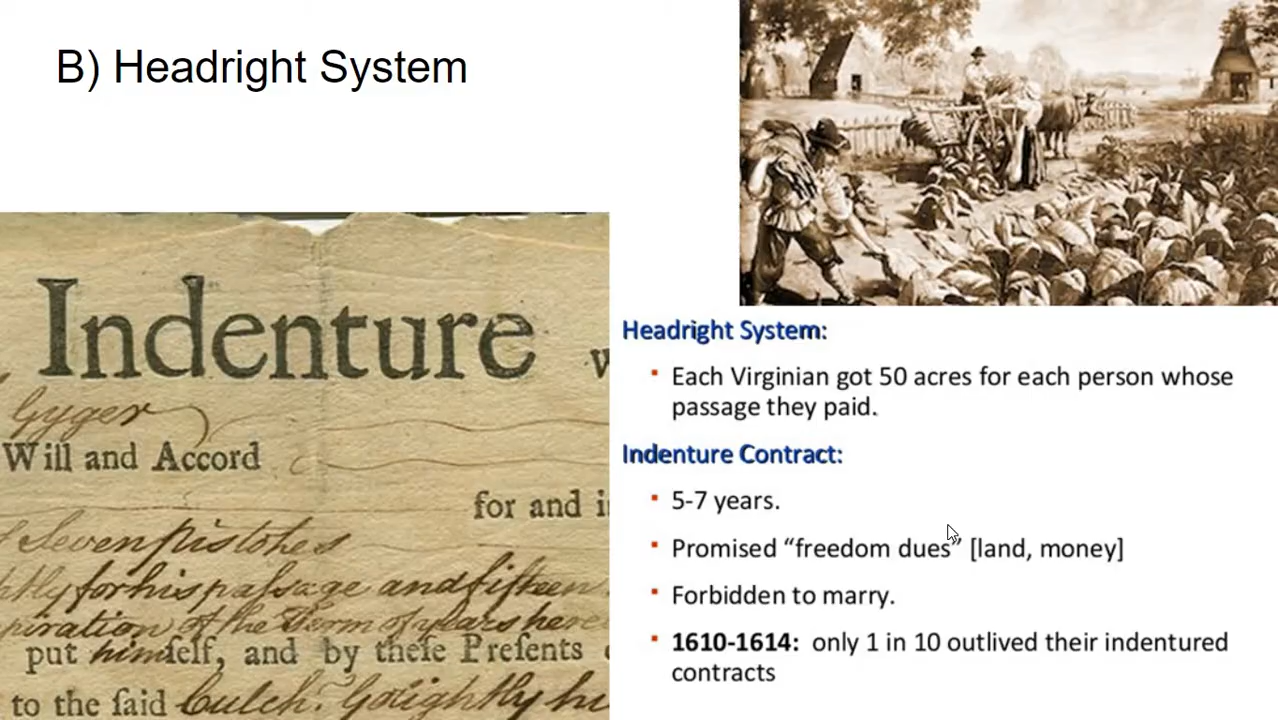 B) Headright System
Indenture
Gyger
Will and Accord
for and
Seven pistoles
for his passage and fifteen
of the Term of years here
put himſelf, and by theſe Preſents
to the ſaid Golightly
Headright System:
▪ Each Virginian got 50 acres for each person whose
passage they paid.
Indenture Contract:
▪ 5-7 years.
▪ Promised “freedom dues” [land, money]
▪ Forbidden to marry.
▪ 1610-1614: only 1 in 10 outlived their indentured
contracts